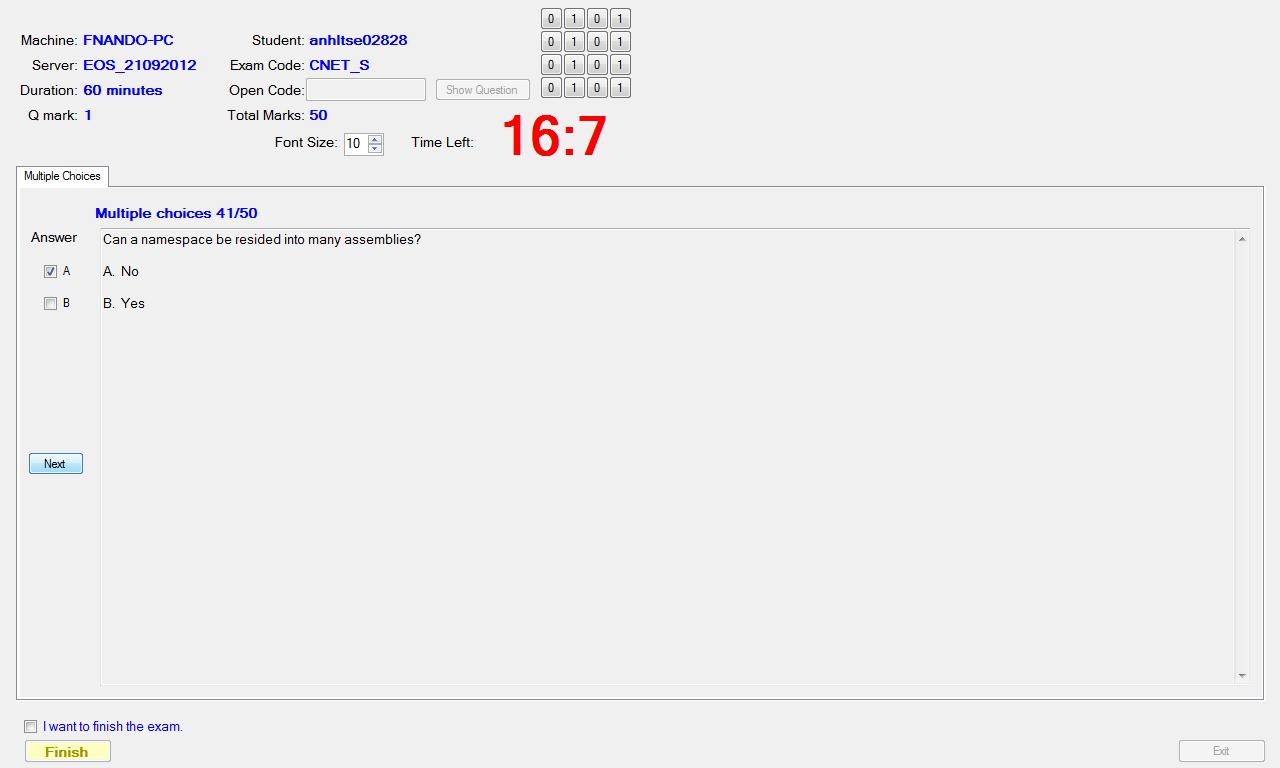 0 1 0 1
Machine: FNANDO-PC Student: anhltse02828 0 1 0 1
Server: EOS_21092012 Exam Code: CNET_S 0 1 0 1
Duration: 60 minutes Open Code: Show Question 0 1 0 1
Q mark: 1 Total Marks: 50
Font Size: 10 Time Left: 16:7
Multiple Choices
Multiple choices 41/50
Answer Can a namespace be resided into many assemblies?
A A. No
B B. Yes
Next
I want to finish the exam.
Finish Exit